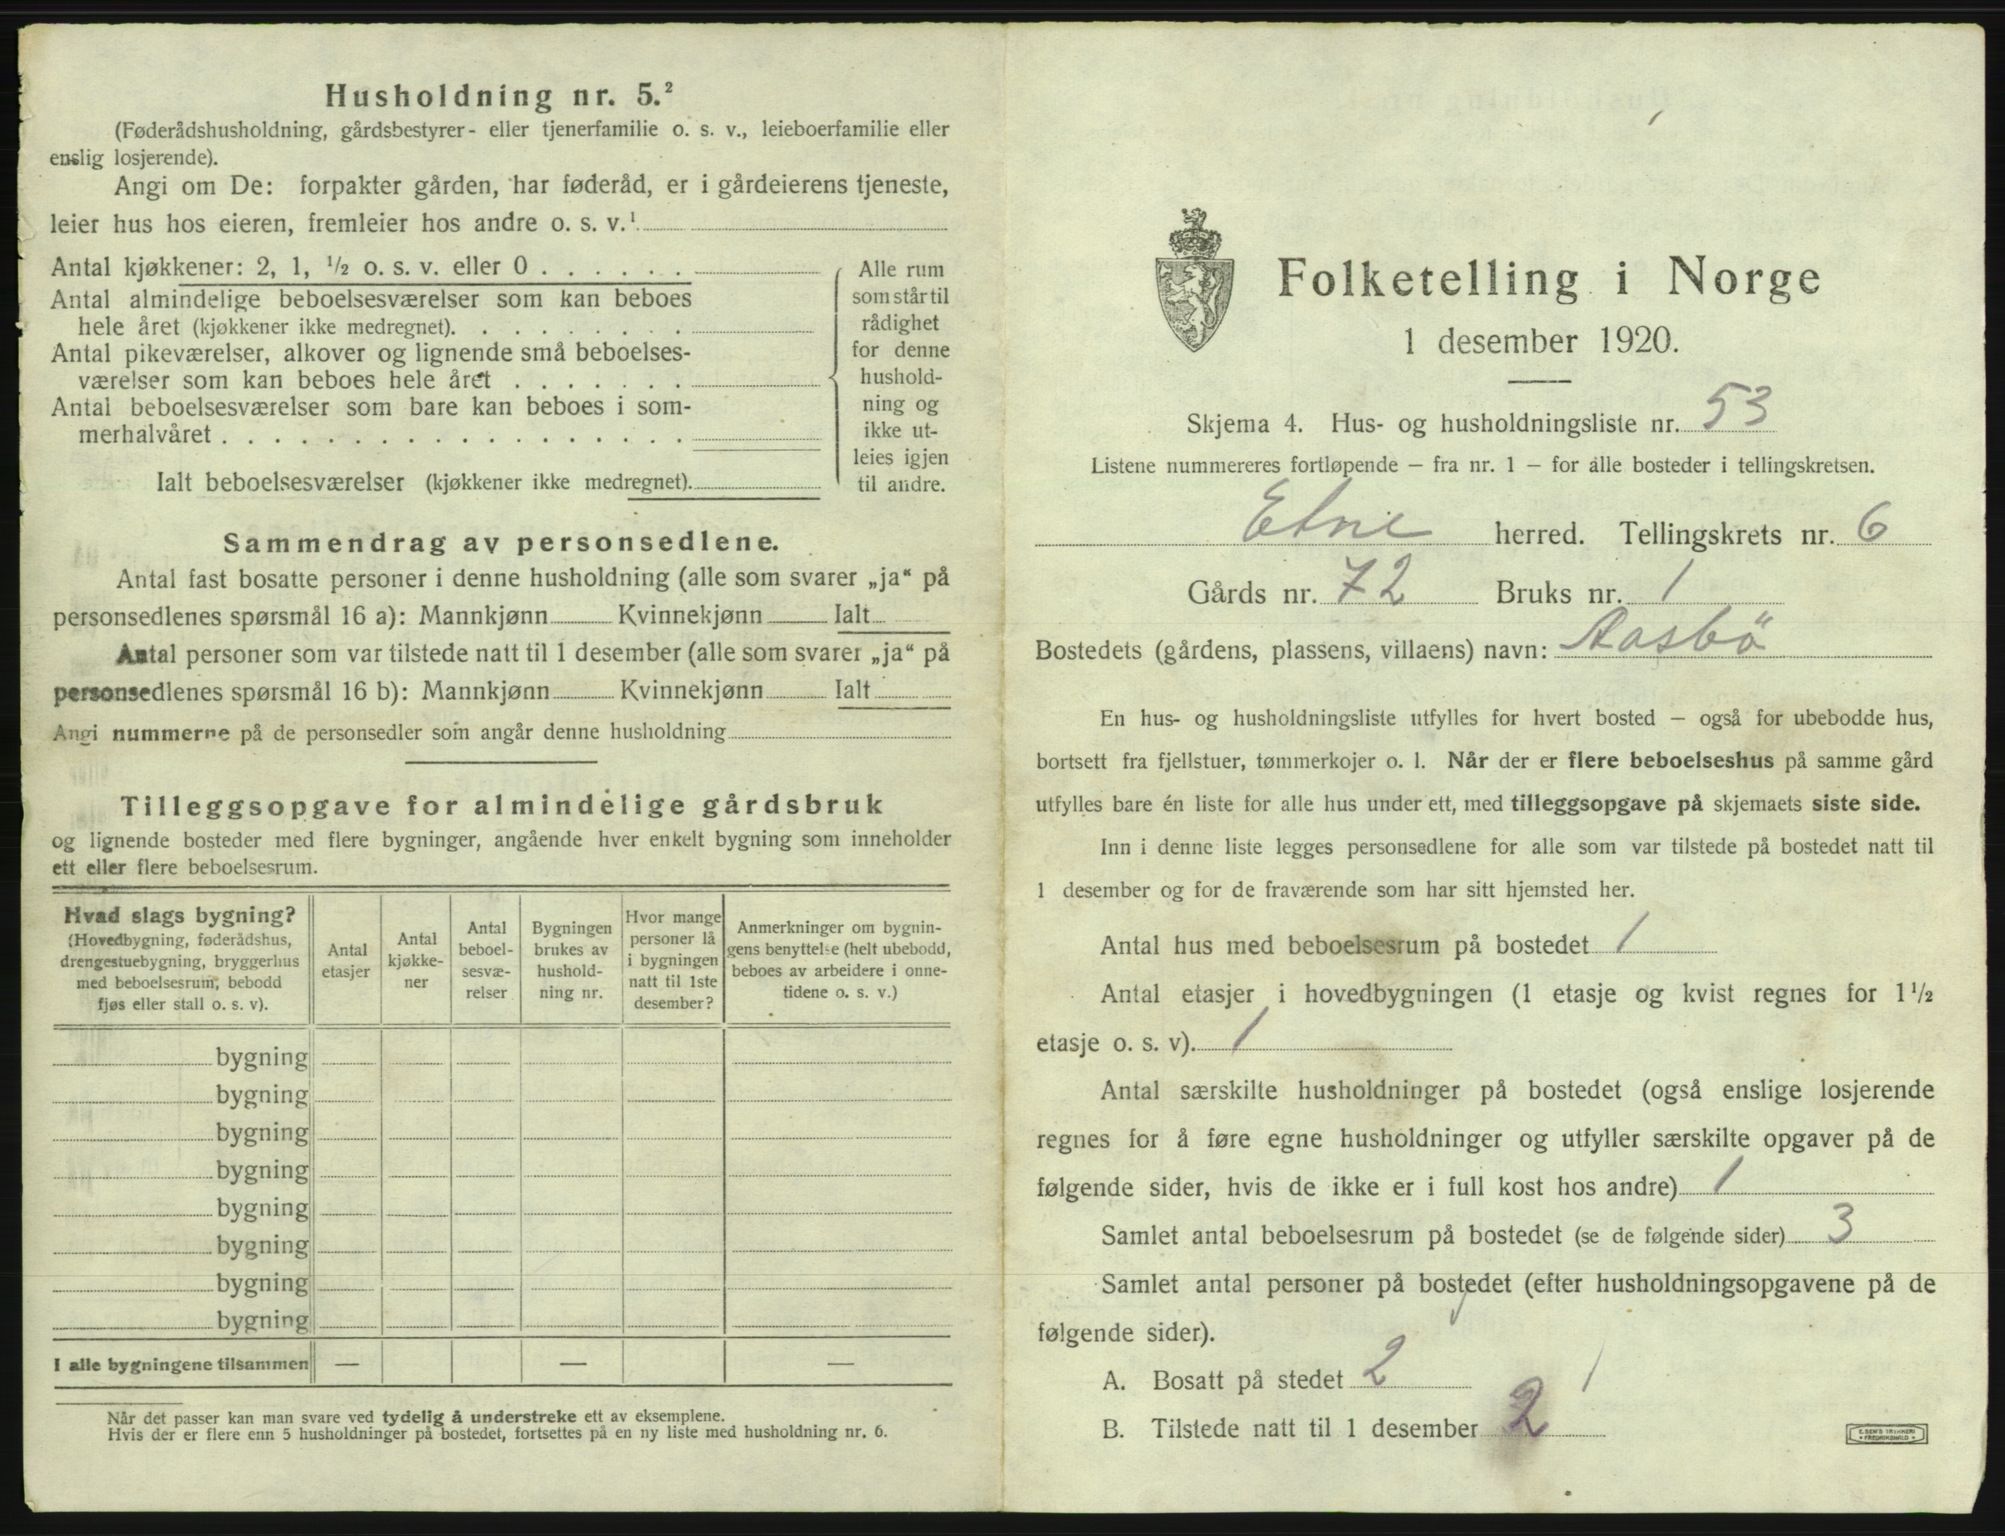 Husholdning nr. 5.²
(Føderådshusholdning, gårdsbestyrer- eller tjenerfamilie o. s. v., leieboerfamilie eller
enslig losjerende).
Angi om De: forpakter gården, har føderåd, er i gårdeierens tjeneste,
leier hus hos eieren, fremleier hos andre o. s. v.¹
Antal kjøkkener: 2, 1, ½ o. s. v. eller 0 . . . . . .
Antal almindelige beboelsesværelser som kan beboes
hele året (kjøkkener ikke medregnet). . . . . . . . .
Antal pikeværelser, alkover og lignende små beboelses-
værelser som kan beboes hele året . . . . . . .
Antal beboelsesværelser som bare kan beboes i som-
merhalvåret . . . . . . . . . . . . . . . . . .
Ialt beboelsesværelser (kjøkkener ikke medregnet).
Alle rum
som står til
rådighet
for denne
hushold-
ning og
ikke ut-
leies igjen
til andre.
Sammendrag av personsedlene.
Antal fast bosatte personer i denne husholdning (alle som svarer „ja“ på
personsedlenes spørsmål 16 a): Mannkjønn Kvinnekjønn Ialt
Antal personer som var tilstede natt til 1 desember (alle som svarer „ja“ på
personsedlenes spørsmål 16 b): Mannkjønn Kvinnekjønn Ialt
Angi nummerne på de personsedler som angår denne husholdning
Tilleggsopgave for almindelige gårdsbruk
og lignende bosteder med flere bygninger, angående hver enkelt bygning som inneholder
ett eller flere beboelsesrum.
Hvad slags bygning?
(Hovedbygning, føderådshus,
drengestuebygning, bryggerhus
med beboelsesrum, bebodd
fjøs eller stall o. s. v).
Antal
etasjer
Antal
kjøkke-
ner
Antal
beboel-
sesvæ-
relser
Bygningen
brukes av
hushold-
ning nr.
Hvor mange
personer lå
i bygningen
natt til 1ste
desember?
Anmerkninger om bygnin-
gens benyttelse (helt ubebodd,
beboes av arbeidere i onne-
tidene o. s. v.)
bygning
bygning
bygning
bygning
bygning
bygning
bygning
bygning
I alle bygningene tilsammen — — —
Når det passer kan man svare ved tydelig å understreke ett av eksemplene.
Hvis der er flere enn 5 husholdninger på bostedet, fortsettes på en ny liste med husholdning nr. 6.
Folketelling i Norge
1 desember 1920.
Skjema 4. Hus- og husholdningsliste nr. 53
Listene nummereres fortløpende – fra nr. 1 – for alle bosteder i tellingskretsen.
Etne herred. Tellingskrets nr. 6
Gårds nr. 72 Bruks nr. 1
Bostedets (gårdens, plassens, villaens) navn: Aasbö
En hus- og husholdningsliste utfylles for hvert bosted – også for ubebodde hus,
bortsett fra fjellstuer, tømmerkojer o. l. Når der er flere beboelseshus på samme gård
utfylles bare én liste for alle hus under ett, med tilleggsopgave på skjemaets siste side.
Inn i denne liste legges personsedlene for alle som var tilstede på bostedet natt til
1 desember og for de fraværende som har sitt hjemsted her.
Antal hus med beboelsesrum på bostedet 1
Antal etasjer i hovedbygningen (1 etasje og kvist regnes for 1½
etasje o. s. v). 1
Antal særskilte husholdninger på bostedet (også enslige losjerende
regnes for å føre egne husholdninger og utfyller særskilte opgaver på de
følgende sider, hvis de ikke er i full kost hos andre) 1
Samlet antal beboelsesrum på bostedet (se de følgende sider) 3
Samlet antal personer på bostedet (efter husholdningsopgavene på de
følgende sider).
A. Bosatt på stedet 2
B. Tilstede natt til 1 desember 2